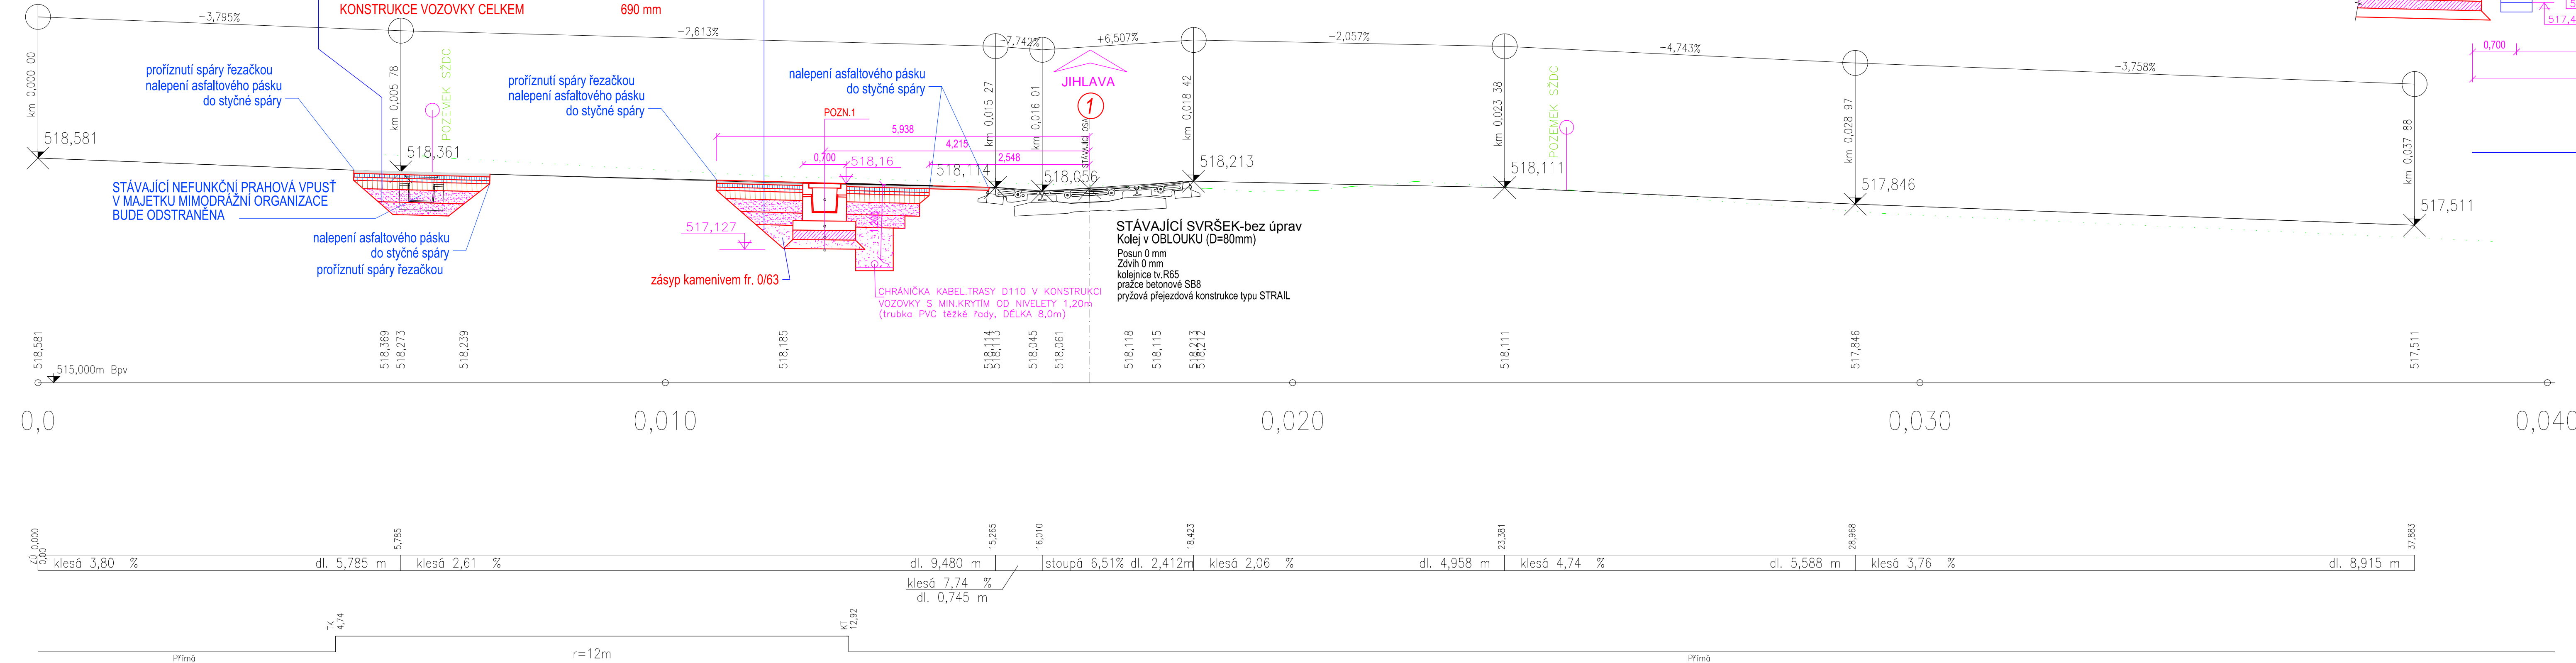 KONSTRUKCE VOZOVKY CELKEM 690 mm
-3,795%
-2,613%
-7,742%
+6,507%
-2,057%
-4,743%
-3,758%
517,4
0,700
km 0,000 00
km 0,005 78
km 0,015 27
km 0,016 01
km 0,018 42
km 0,023 38
km 0,028 97
km 0,037 88
POZEMEK SŽDC
POZEMEK SŽDC
JIHLAVA
1
STÁVAJÍCÍ OSA
proříznutí spáry řezačkou
nalepení asfaltového pásku
do styčné spáry
proříznutí spáry řezačkou
nalepení asfaltového pásku
do styčné spáry
nalepení asfaltového pásku
do styčné spáry
POZN.1
5,938
4,215
0,700
2,548
518,16
518,581
518,361
518,114
518,056
518,213
518,111
517,846
517,511
STÁVAJÍCÍ NEFUNKČNÍ PRAHOVÁ VPUSŤ
V MAJETKU MIMODRÁŽNÍ ORGANIZACE
BUDE ODSTRANĚNA
nalepení asfaltového pásku
do styčné spáry
proříznutí spáry řezačkou
517,127
zásyp kamenivem fr. 0/63
CHRÁNIČKA KABEL.TRASY D110 V KONSTRUKCI
VOZOVKY S MIN.KRYTÍM OD NIVELETY 1,20m
(trubka PVC těžké řady, DÉLKA 8,0m)
STÁVAJÍCÍ SVRŠEK-bez úprav
Kolej v OBLOUKU (D=80mm)
Posun 0 mm
Zdvih 0 mm
kolejnice tv.R65
pražce betonové SB8
pryžová přejezdová konstrukce typu STRAIL
518,581
518,369
518,273
518,239
518,185
518,114
518,113
518,045
518,061
518,118
518,115
518,213
518,212
518,111
517,846
517,511
515,000m Bpv
0,0
0,010
0,020
0,030
0,040
ZÚ 0,000
0,00
5,785
15,265
16,010
18,423
23,381
28,968
37,883
klesá 3,80 % dl. 5,785 m
klesá 2,61 % dl. 9,480 m
stoupá 6,51% dl. 2,412m
klesá 2,06 % dl. 4,958 m
klesá 4,74 % dl. 5,588 m
klesá 3,76 % dl. 8,915 m
klesá 7,74 %
dl. 0,745 m
TK
4,74
KT
12,92
Přímá
r=12m
Přímá